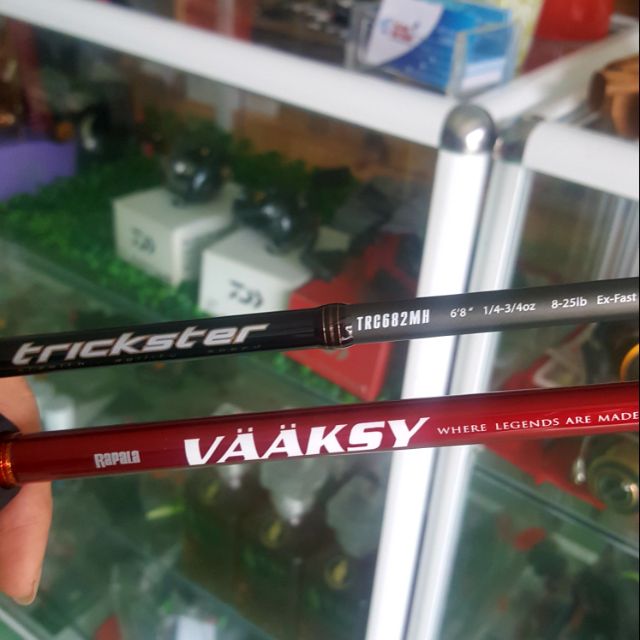 trickster
TRC682MH 6'8" 1/4-3/4oz 8-25lb Ex-Fast
Rapala VÄÄKSY WHERE LEGENDS ARE MADE